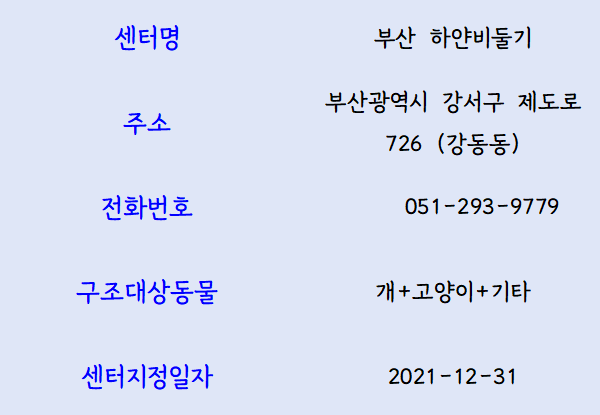 센터명 부산 하얀비둘기
주소 부산광역시 강서구 제도로
726 (강동동)
전화번호 051-293-9779
구조대상동물 개+고양이+기타
센터지정일자 2021-12-31